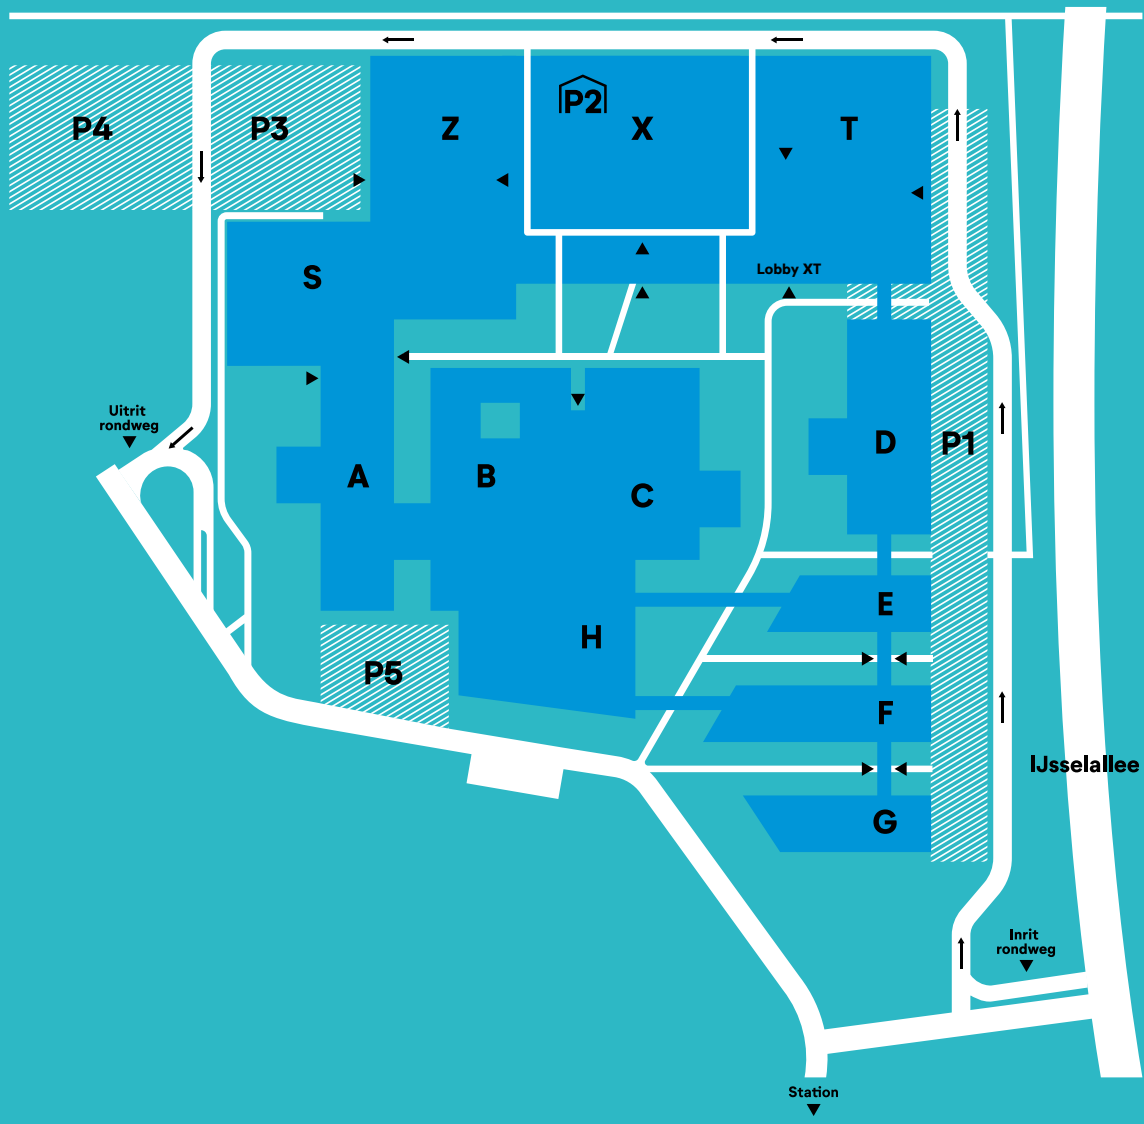 P2
P4
P3
Z
X
T
S
Lobby XT
Uitrit
rondweg
A
B
C
D
P1
E
H
P5
F
IJsselallee
G
Inrit
rondweg
Station